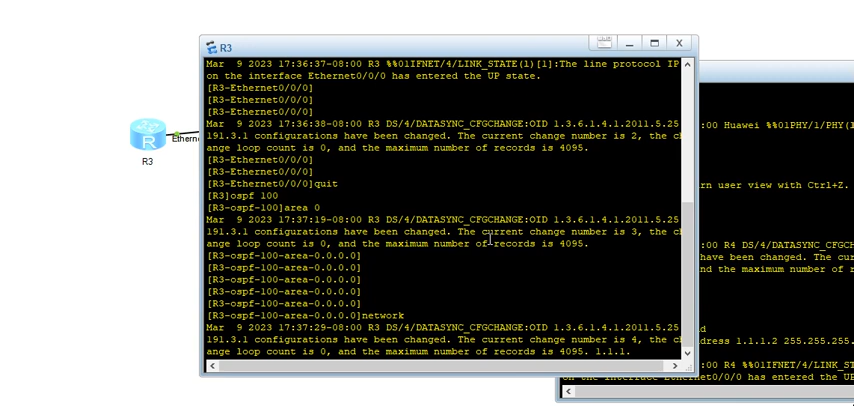 R3
Mar  9 2023 17:36:37-08:00 R3 %%01IFNET/4/LINK_STATE(l)[1]:The line protocol IP
on the interface Ethernet0/0/0 has entered the UP state.
[R3-Ethernet0/0/0]
[R3-Ethernet0/0/0]
[R3-Ethernet0/0/0]
Mar  9 2023 17:36:38-08:00 R3 DS/4/DATASYNC_CFGCHANGE:OID 1.3.6.1.4.1.2011.5.25
191.3.1 configurations have been changed. The current change number is 2, the ch
ange loop count is 0, and the maximum number of records is 4095.
[R3-Ethernet0/0/0]
[R3-Ethernet0/0/0]
[R3-Ethernet0/0/0]quit
[R3]ospf 100
[R3-ospf-100]area 0
Mar  9 2023 17:37:19-08:00 R3 DS/4/DATASYNC_CFGCHANGE:OID 1.3.6.1.4.1.2011.5.25
191.3.1 configurations have been changed. The current change number is 3, the ch
ange loop count is 0, and the maximum number of records is 4095.
[R3-ospf-100-area-0.0.0.0]
[R3-ospf-100-area-0.0.0.0]
[R3-ospf-100-area-0.0.0.0]
[R3-ospf-100-area-0.0.0.0]
[R3-ospf-100-area-0.0.0.0]
[R3-ospf-100-area-0.0.0.0]network
Mar  9 2023 17:37:29-08:00 R3 DS/4/DATASYNC_CFGCHANGE:OID 1.3.6.1.4.1.2011.5.25
191.3.1 configurations have been changed. The current change number is 4, the ch
ange loop count is 0, and the maximum number of records is 4095. 1.1.1.
R
R3
Ethern
:00 Huawei %%01PHY/1/PHY(
rn user view with Ctrl+Z.
:00 R4 DS/4/DATASYNC_CFGCH
have been changed. The cur
nd the maximum number of r
d
dress 1.1.1.2 255.255.255.
:00 R4 %%01IFNET/4/LINK_ST
on the interface Ethernet0/0/0 has entered the UP